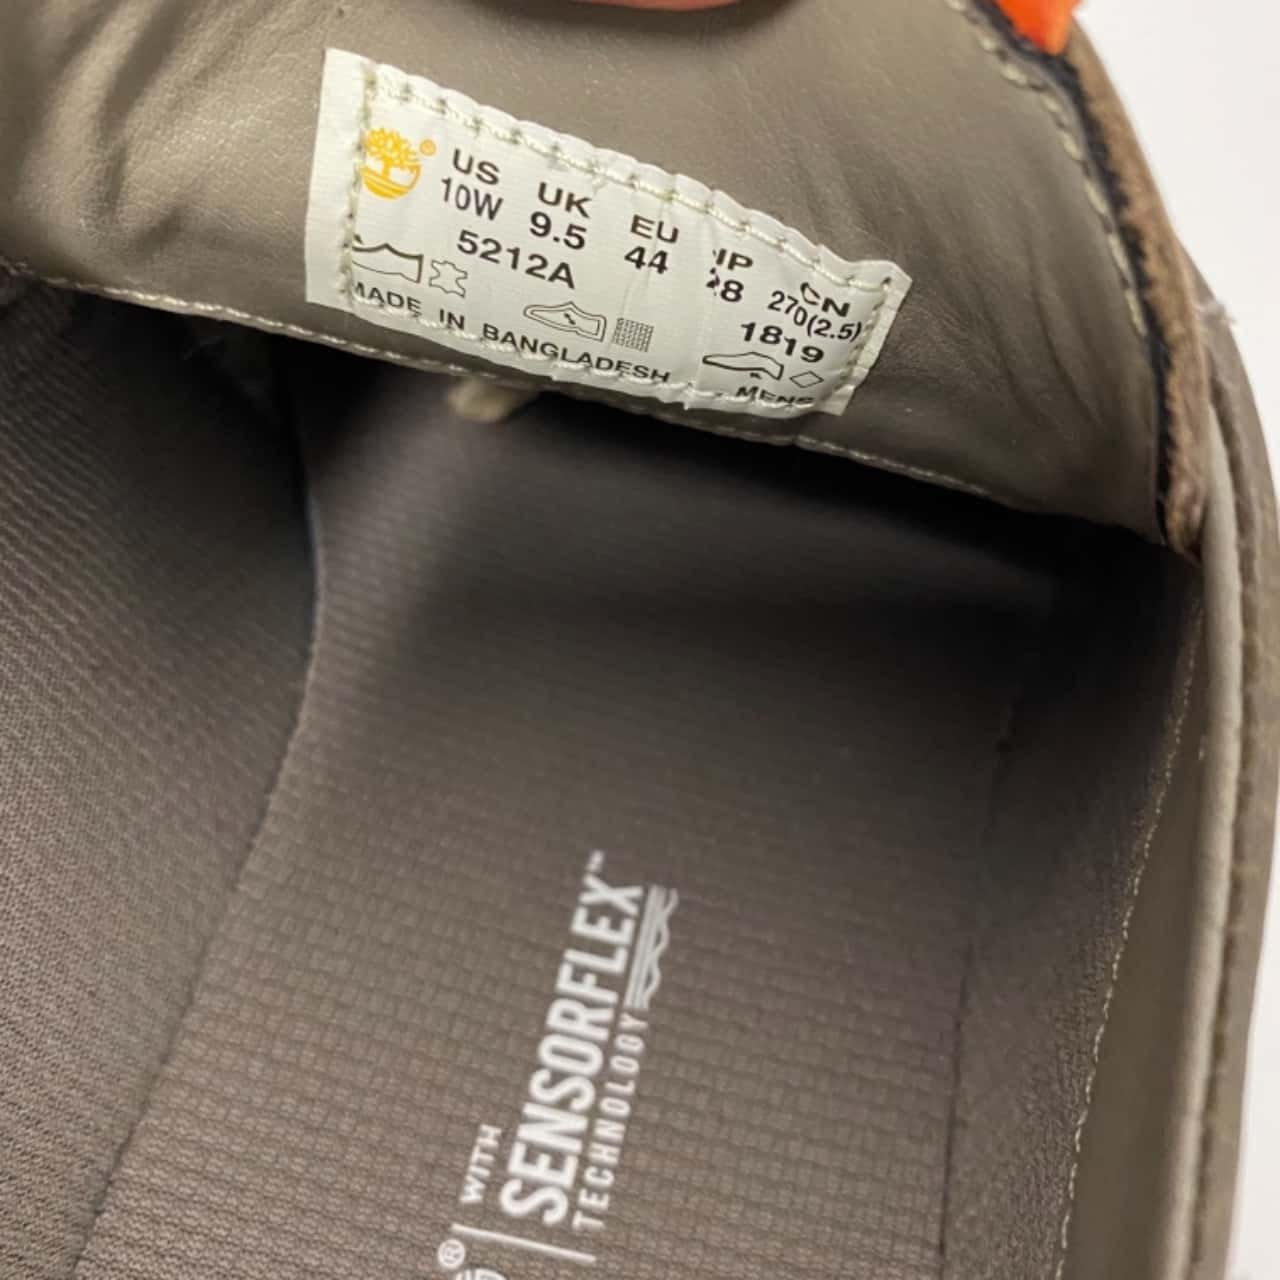 ® US UK EU JP CN
10W 9.5 44 28 270(2.5)
5212A 1819
MADE IN BANGLADESH MENS
WITH
SENSORFLEX™
TECHNOLOGY
®